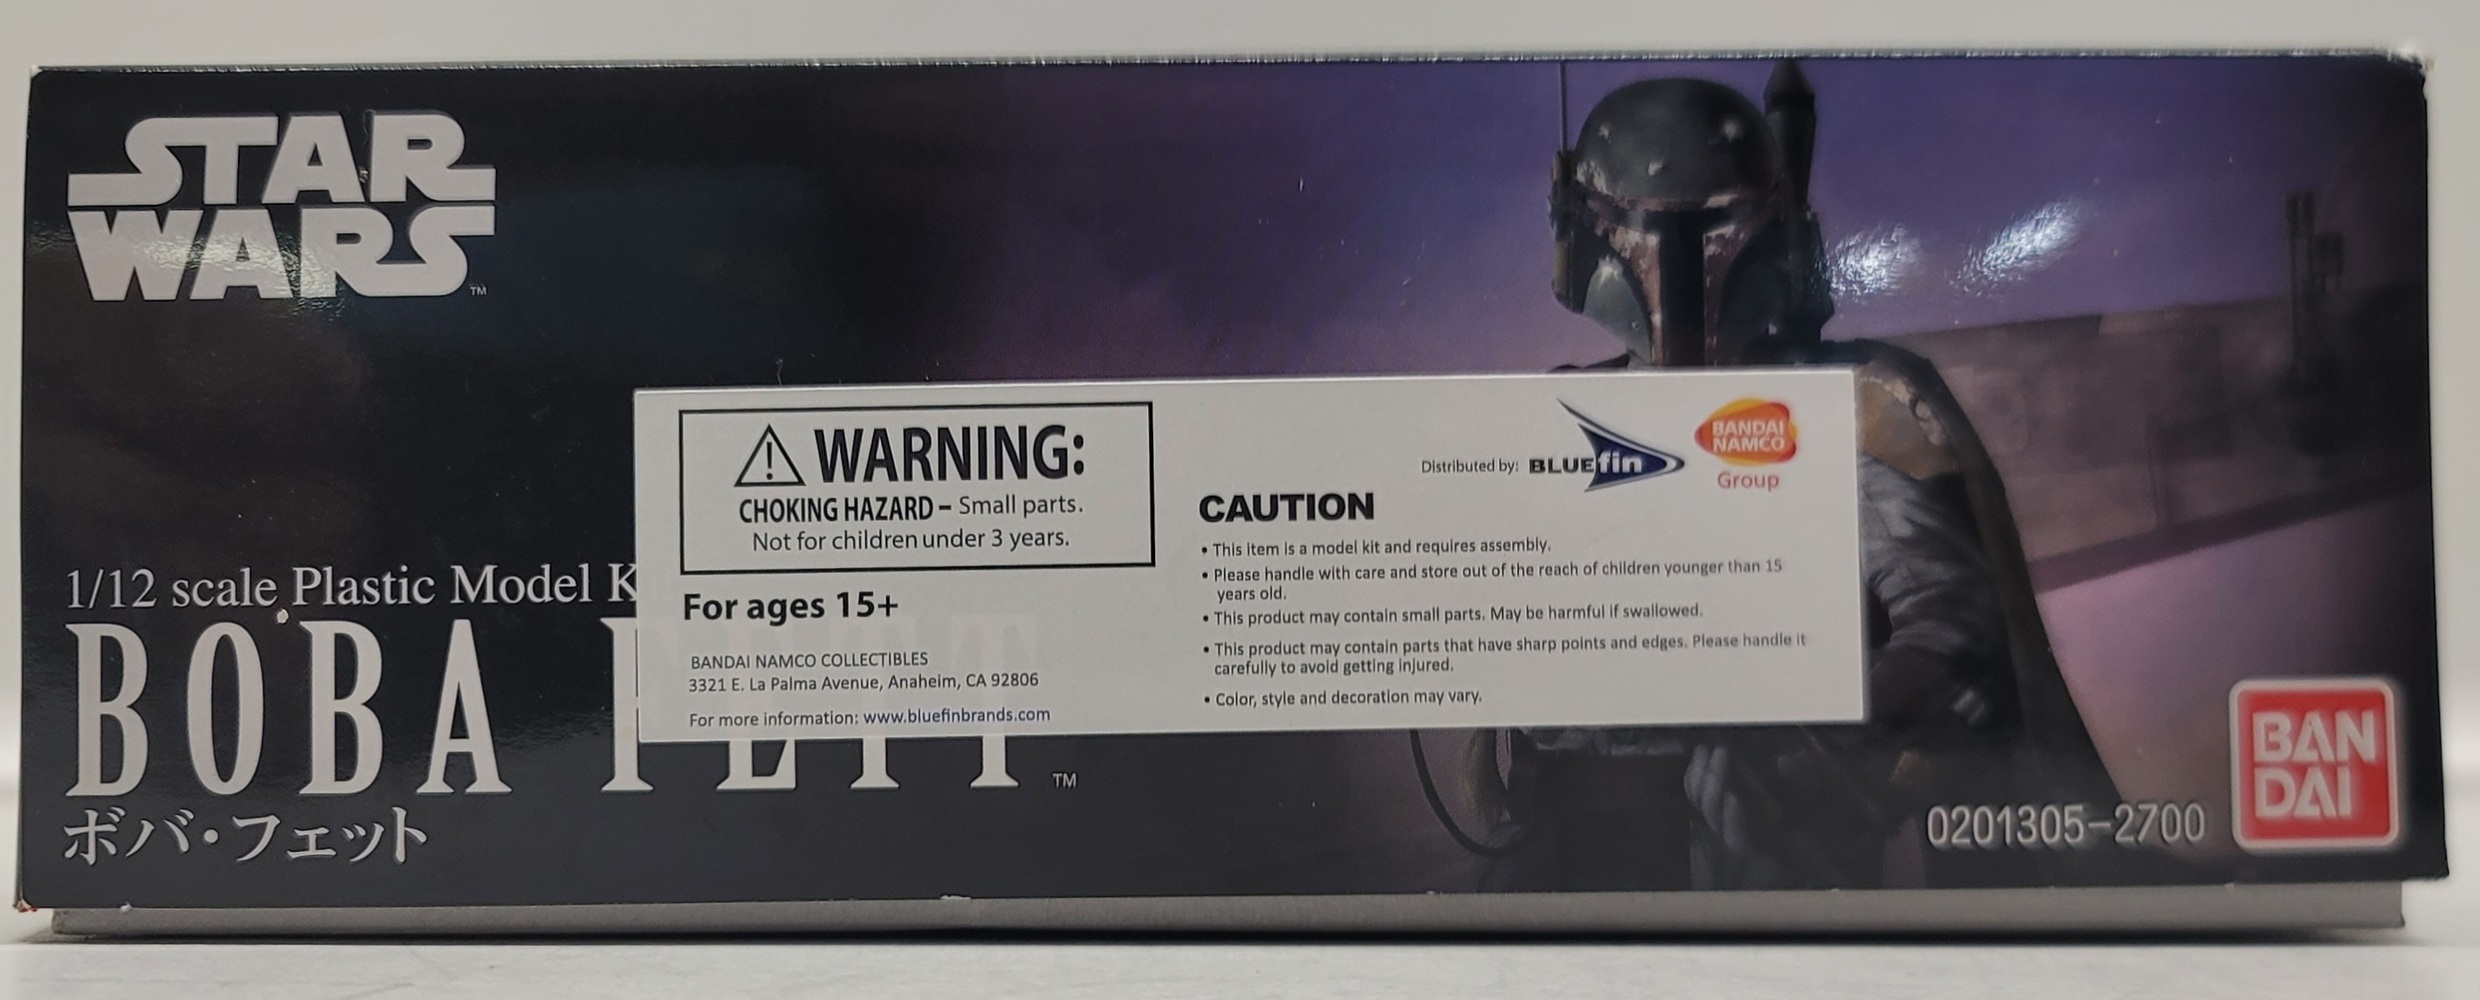 STAR
WARS
TM
1/12 scale Plastic Model K
BOBA FETT
TM
ボバ・フェット
WARNING:
CHOKING HAZARD – Small parts.
Not for children under 3 years.
For ages 15+
BANDAI NAMCO COLLECTIBLES
3321 E. La Palma Avenue, Anaheim, CA 92806
For more information: www.bluefinbrands.com
Distributed by: BLUEfin
BANDAI
NAMCO
Group
CAUTION
• This item is a model kit and requires assembly.
• Please handle with care and store out of the reach of children younger than 15
years old.
• This product may contain small parts. May be harmful if swallowed.
• This product may contain parts that have sharp points and edges. Please handle it
carefully to avoid getting injured.
• Color, style and decoration may vary.
0201305-2700
BAN
DAI